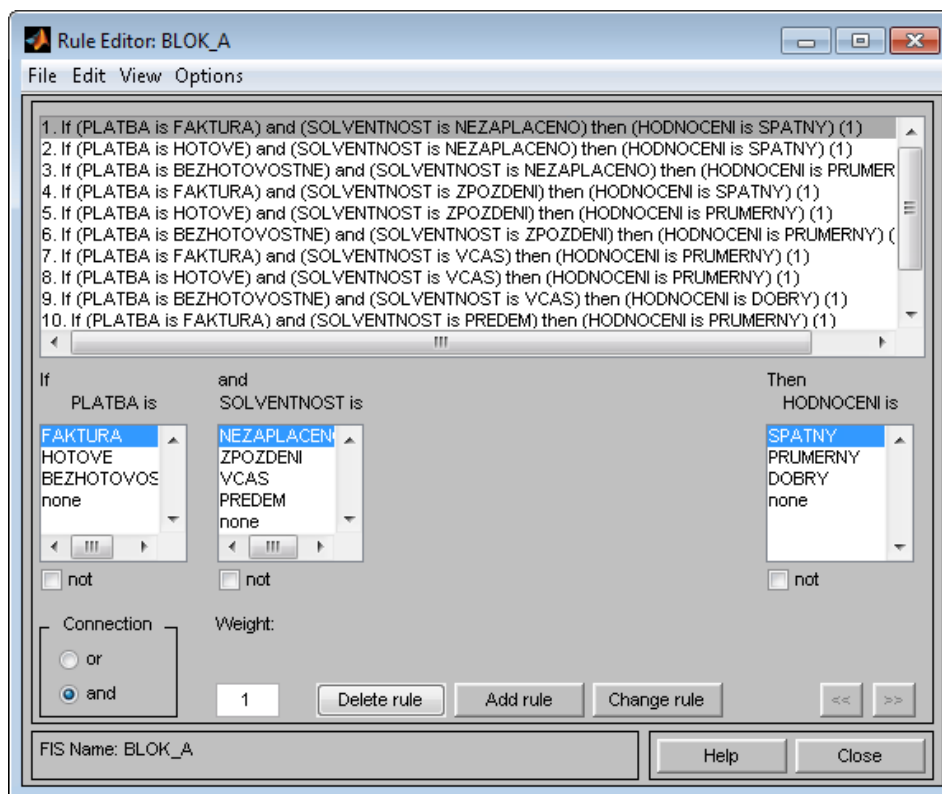 Rule Editor: BLOK_A
File Edit View Options
1. If (PLATBA is FAKTURA) and (SOLVENTNOST is NEZAPLACENO) then (HODNOCENI is SPATNY) (1)
2. If (PLATBA is HOTOVE) and (SOLVENTNOST is NEZAPLACENO) then (HODNOCENI is SPATNY) (1)
3. If (PLATBA is BEZHOTOVOSTNE) and (SOLVENTNOST is NEZAPLACENO) then (HODNOCENI is PRUMER
4. If (PLATBA is FAKTURA) and (SOLVENTNOST is ZPOZDENI) then (HODNOCENI is SPATNY) (1)
5. If (PLATBA is HOTOVE) and (SOLVENTNOST is ZPOZDENI) then (HODNOCENI is PRUMERNY) (1)
6. If (PLATBA is BEZHOTOVOSTNE) and (SOLVENTNOST is ZPOZDENI) then (HODNOCENI is PRUMERNY) (
7. If (PLATBA is FAKTURA) and (SOLVENTNOST is VCAS) then (HODNOCENI is PRUMERNY) (1)
8. If (PLATBA is HOTOVE) and (SOLVENTNOST is VCAS) then (HODNOCENI is PRUMERNY) (1)
9. If (PLATBA is BEZHOTOVOSTNE) and (SOLVENTNOST is VCAS) then (HODNOCENI is DOBRY) (1)
10. If (PLATBA is FAKTURA) and (SOLVENTNOST is PREDEM) then (HODNOCENI is PRUMERNY) (1)
If
PLATBA is
FAKTURA
HOTOVE
BEZHOTOVOS
none
not
and
SOLVENTNOST is
NEZAPLACEN
ZPOZDENI
VCAS
PREDEM
none
not
Then
HODNOCENI is
SPATNY
PRUMERNY
DOBRY
none
not
Connection
or
and
Weight:
1
Delete rule
Add rule
Change rule
<<
>>
FIS Name: BLOK_A
Help
Close